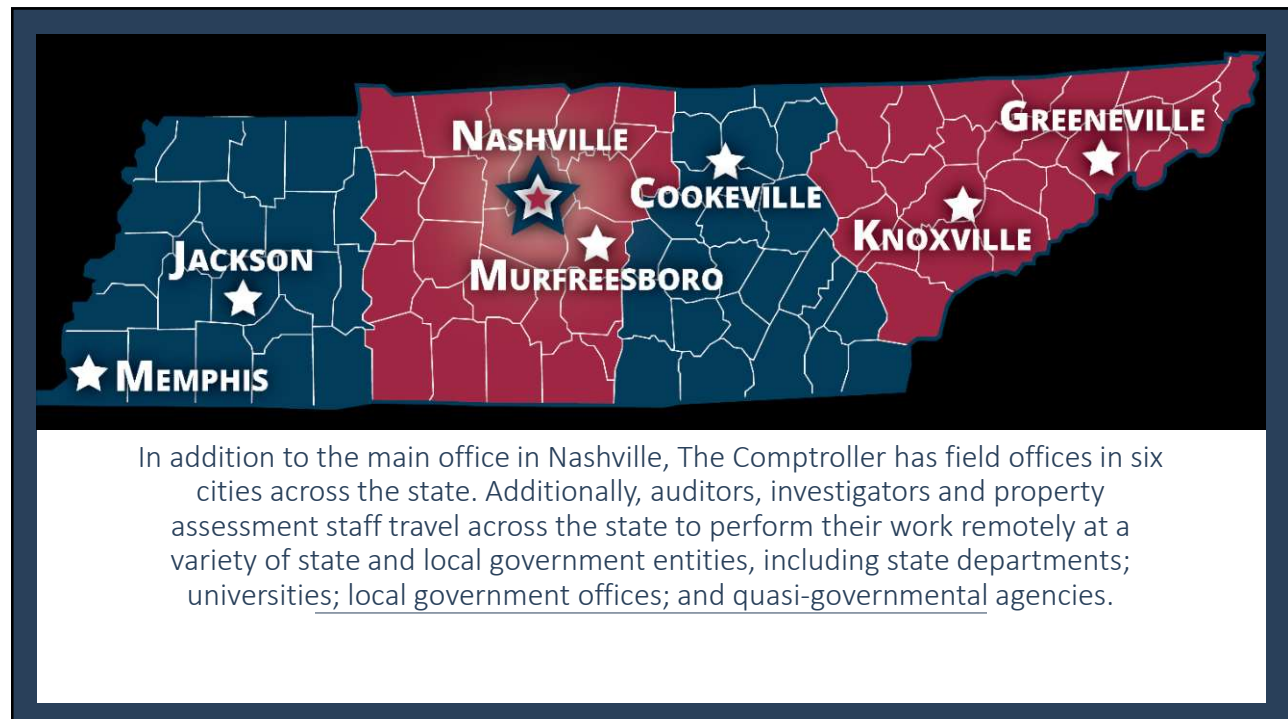 GREENEVILLE
NASHVILLE
COOKEVILLE
KNOXVILLE
JACKSON
MURFREESBORO
MEMPHIS
In addition to the main office in Nashville, The Comptroller has field offices in six
cities across the state. Additionally, auditors, investigators and property
assessment staff travel across the state to perform their work remotely at a
variety of state and local government entities, including state departments;
universities; local government offices; and quasi-governmental agencies.